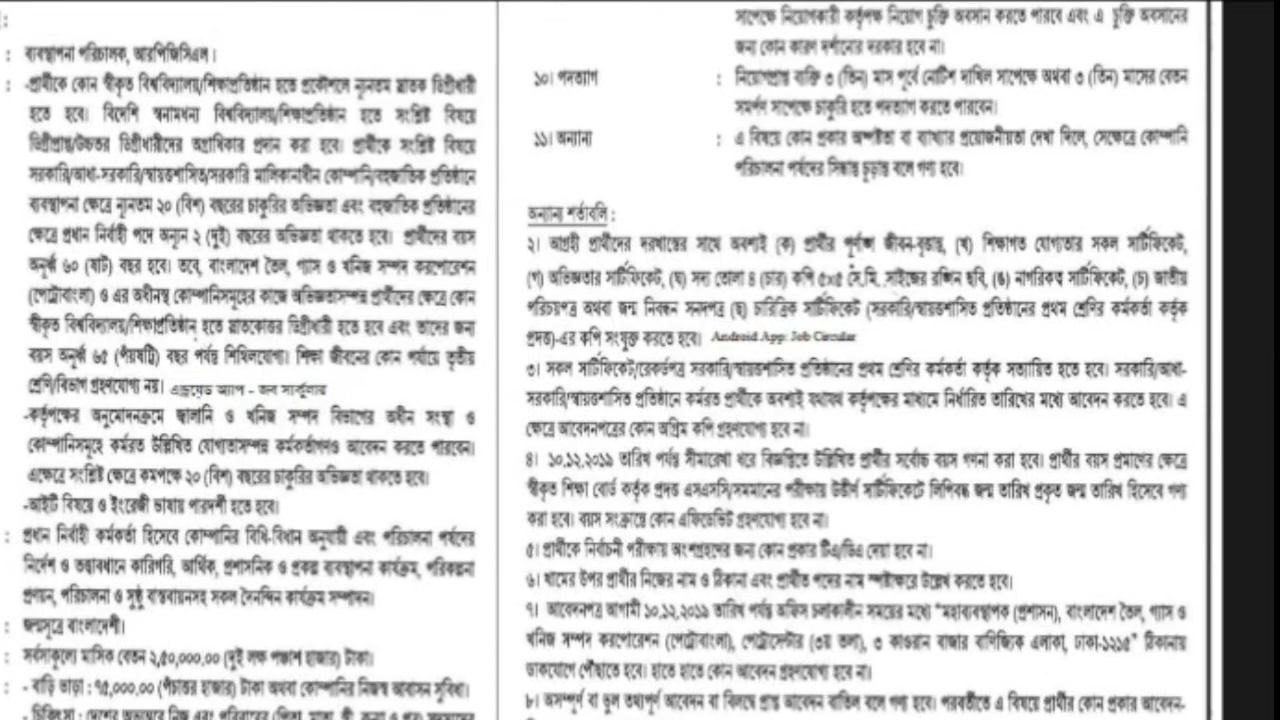 ব্যবস্থাপনা পরিচালক, আরপিজিসিএল।
-প্রার্থীকে কোন স্বীকৃত বিশ্ববিদ্যালয়/শিক্ষাপ্রতিষ্ঠান হতে প্রকৌশলে ন্যূনতম স্নাতক ডিগ্রীধারী
হতে হবে। বিদেশি স্বনামধন্য বিশ্ববিদ্যালয়/শিক্ষাপ্রতিষ্ঠান হতে সংশ্লিষ্ট বিষয়ে
ডিগ্রীপ্রাপ্ত/উচ্চতর ডিগ্রীধারীদের অগ্রাধিকার প্রদান করা হবে। প্রার্থীকে সংশ্লিষ্ট বিষয়ে
সরকারি/আধা-সরকারি/স্বায়ত্তশাসিত/সরকারি মালিকানাধীন কোম্পানি/বহুজাতিক প্রতিষ্ঠানে
ব্যবস্থাপনা ক্ষেত্রে ন্যূনতম ২০ (বিশ) বছরের চাকুরির অভিজ্ঞতা এবং বহুজাতিক প্রতিষ্ঠানের
ক্ষেত্রে প্রধান নির্বাহী পদে অন্যূন ২ (দুই) বছরের অভিজ্ঞতা থাকতে হবে। প্রার্থীদের বয়স
অনূর্ধ্ব ৬০ (ষাট) বছর হবে। তবে, বাংলাদেশ তৈল, গ্যাস ও খনিজ সম্পদ করপোরেশন
(পেট্রোবাংলা) ও এর অধীনস্থ কোম্পানিসমূহের কাজে অভিজ্ঞতাসম্পন্ন প্রার্থীদের ক্ষেত্রে কোন
স্বীকৃত বিশ্ববিদ্যালয়/শিক্ষাপ্রতিষ্ঠান হতে স্নাতকোত্তর ডিগ্রীধারী হতে হবে এবং তাদের জন্য
বয়স অনূর্ধ্ব ৬৫ (পঁয়ষট্টি) বছর পর্যন্ত শিথিলযোগ্য। শিক্ষা জীবনের কোন পর্যায়ে তৃতীয়
শ্রেণি/বিভাগ গ্রহণযোগ্য নয়। এন্ড্রয়েড অ্যাপ - জব সার্কুলার
-কর্তৃপক্ষের অনুমোদনক্রমে জ্বালানি ও খনিজ সম্পদ বিভাগের অধীন সংস্থা ও
কোম্পানিসমূহে কর্মরত উল্লিখিত যোগ্যতাসম্পন্ন কর্মকর্তাগণও আবেদন করতে পারবেন।
এক্ষেত্রে সংশ্লিষ্ট ক্ষেত্রে কমপক্ষে ২০ (বিশ) বছরের চাকুরির অভিজ্ঞতা থাকতে হবে।
-আইটি বিষয়ে ও ইংরেজী ভাষায় পারদর্শী হতে হবে।
প্রধান নির্বাহী কর্মকর্তা হিসেবে কোম্পানির বিধি-বিধান অনুযায়ী এবং পরিচালনা পর্ষদের
নির্দেশ ও তত্ত্বাবধানে কারিগরি, আর্থিক, প্রশাসনিক ও প্রকল্প ব্যবস্থাপনা কার্যক্রম, পরিকল্পনা
প্রণয়ন, পরিচালনা ও সুষ্ঠু বাস্তবায়নসহ সকল দৈনন্দিন কার্যক্রম সম্পাদন।
জন্মসূত্রে বাংলাদেশী।
সর্বসাকুল্যে মাসিক বেতন ২,৫০,০০০.০০ (দুই লক্ষ পঞ্চাশ হাজার) টাকা।
- বাড়ি ভাড়া : ৭৫,০০০.০০ (পঁচাত্তর হাজার) টাকা অথবা কোম্পানির নিজস্ব আবাসন সুবিধা।
- চিকিৎসা : দেশের অভ্যন্তরে নিজ এবং পরিবারের
সাপেক্ষে নিয়োগকারী কর্তৃপক্ষ নিয়োগ চুক্তি অবসান করতে পারবে এবং এ চুক্তি অবসানের
জন্য কোন কারণ দর্শানোর দরকার হবে না।
১০। পদত্যাগ : নিয়োগপ্রাপ্ত ব্যক্তি ৩ (তিন) মাস পূর্বে নোটিশ দাখিল সাপেক্ষে অথবা ৩ (তিন) মাসের বেতন
সমর্পণ সাপেক্ষে চাকুরি হতে পদত্যাগ করতে পারবেন।
১১। অন্যান্য : এ বিষয়ে কোন প্রকার অস্পষ্টতা বা ব্যাখ্যার প্রয়োজনীয়তা দেখা দিলে, সেক্ষেত্রে কোম্পানি
পরিচালনা পর্ষদের সিদ্ধান্ত চূড়ান্ত বলে গণ্য হবে।
অন্যান্য শর্তাবলি :
২। আগ্রহী প্রার্থীদের দরখাস্তের সাথে অবশ্যই (ক) প্রার্থীর পূর্ণাঙ্গ জীবন-বৃত্তান্ত, (খ) শিক্ষাগত যোগ্যতার সকল সার্টিফিকেট,
(গ) অভিজ্ঞতার সার্টিফিকেট, (ঘ) সদ্য তোলা ৪ (চার) কপি ৫x৫ সে.মি. সাইজের রঙ্গিন ছবি, (ঙ) নাগরিকত্ব সার্টিফিকেট, (চ) জাতীয়
পরিচয়পত্র অথবা জন্ম নিবন্ধন সনদপত্র (ছ) চারিত্রিক সার্টিফিকেট (সরকারি/স্বায়ত্তশাসিত প্রতিষ্ঠানের প্রথম শ্রেণির কর্মকর্তা কর্তৃক
প্রদত্ত)-এর কপি সংযুক্ত করতে হবে। Android App: Job Circular
৩। সকল সার্টিফিকেট/রেকর্ডপত্র সরকারি/স্বায়ত্তশাসিত প্রতিষ্ঠানের প্রথম শ্রেণির কর্মকর্তা কর্তৃক সত্যায়িত হতে হবে। সরকারি/আধা-
সরকারি/স্বায়ত্তশাসিত প্রতিষ্ঠানে কর্মরত প্রার্থীকে অবশ্যই যথাযথ কর্তৃপক্ষের মাধ্যমে নির্ধারিত তারিখের মধ্যে আবেদন করতে হবে। এ
ক্ষেত্রে আবেদনপত্রের কোন অগ্রিম কপি গ্রহণযোগ্য হবে না।
৪। ১০.১২.২০১৯ তারিখ পর্যন্ত সীমারেখা ধরে বিজ্ঞপ্তিতে উল্লিখিত প্রার্থীর সর্বোচ্চ বয়স গণনা করা হবে। প্রার্থীর বয়স প্রমাণের ক্ষেত্রে
স্বীকৃত শিক্ষা বোর্ড কর্তৃক প্রদত্ত এসএসসি/সমমানের পরীক্ষায় উত্তীর্ণ সার্টিফিকেটে লিপিবদ্ধ জন্ম তারিখ প্রকৃত জন্ম তারিখ হিসেবে গণ্য
করা হবে। বয়স সংক্রান্তে কোন এফিডেভিট গ্রহণযোগ্য হবে না।
৫। প্রার্থীকে নির্বাচনী পরীক্ষায় অংশগ্রহণের জন্য কোন প্রকার টিএ/ডিএ দেয়া হবে না।
৬। খামের উপর প্রার্থীর নিজের নাম ও ঠিকানা এবং প্রার্থীত পদের নাম স্পষ্টাক্ষরে উল্লেখ করতে হবে।
৭। আবেদনপত্র আগামী ১০.১২.২০১৯ তারিখ পর্যন্ত অফিস চলাকালীন সময়ের মধ্যে "মহাব্যবস্থাপক (প্রশাসন), বাংলাদেশ তৈল, গ্যাস ও
খনিজ সম্পদ করপোরেশন (পেট্রোবাংলা), পেট্রোসেন্টার (৩য় তলা), ৩ কাওরান বাজার বাণিজ্যিক এলাকা, ঢাকা-১২১৫" ঠিকানায়
ডাকযোগে পৌঁছাতে হবে। হাতে হাতে কোন আবেদন গ্রহণযোগ্য হবে না।
৮। অসম্পূর্ণ বা ভুল তথ্যপূর্ণ আবেদন বা বিলম্বে প্রাপ্ত আবেদন বাতিল বলে গণ্য হবে। পরবর্তীতে এ বিষয়ে প্রার্থীর কোন প্রকার আবেদন-